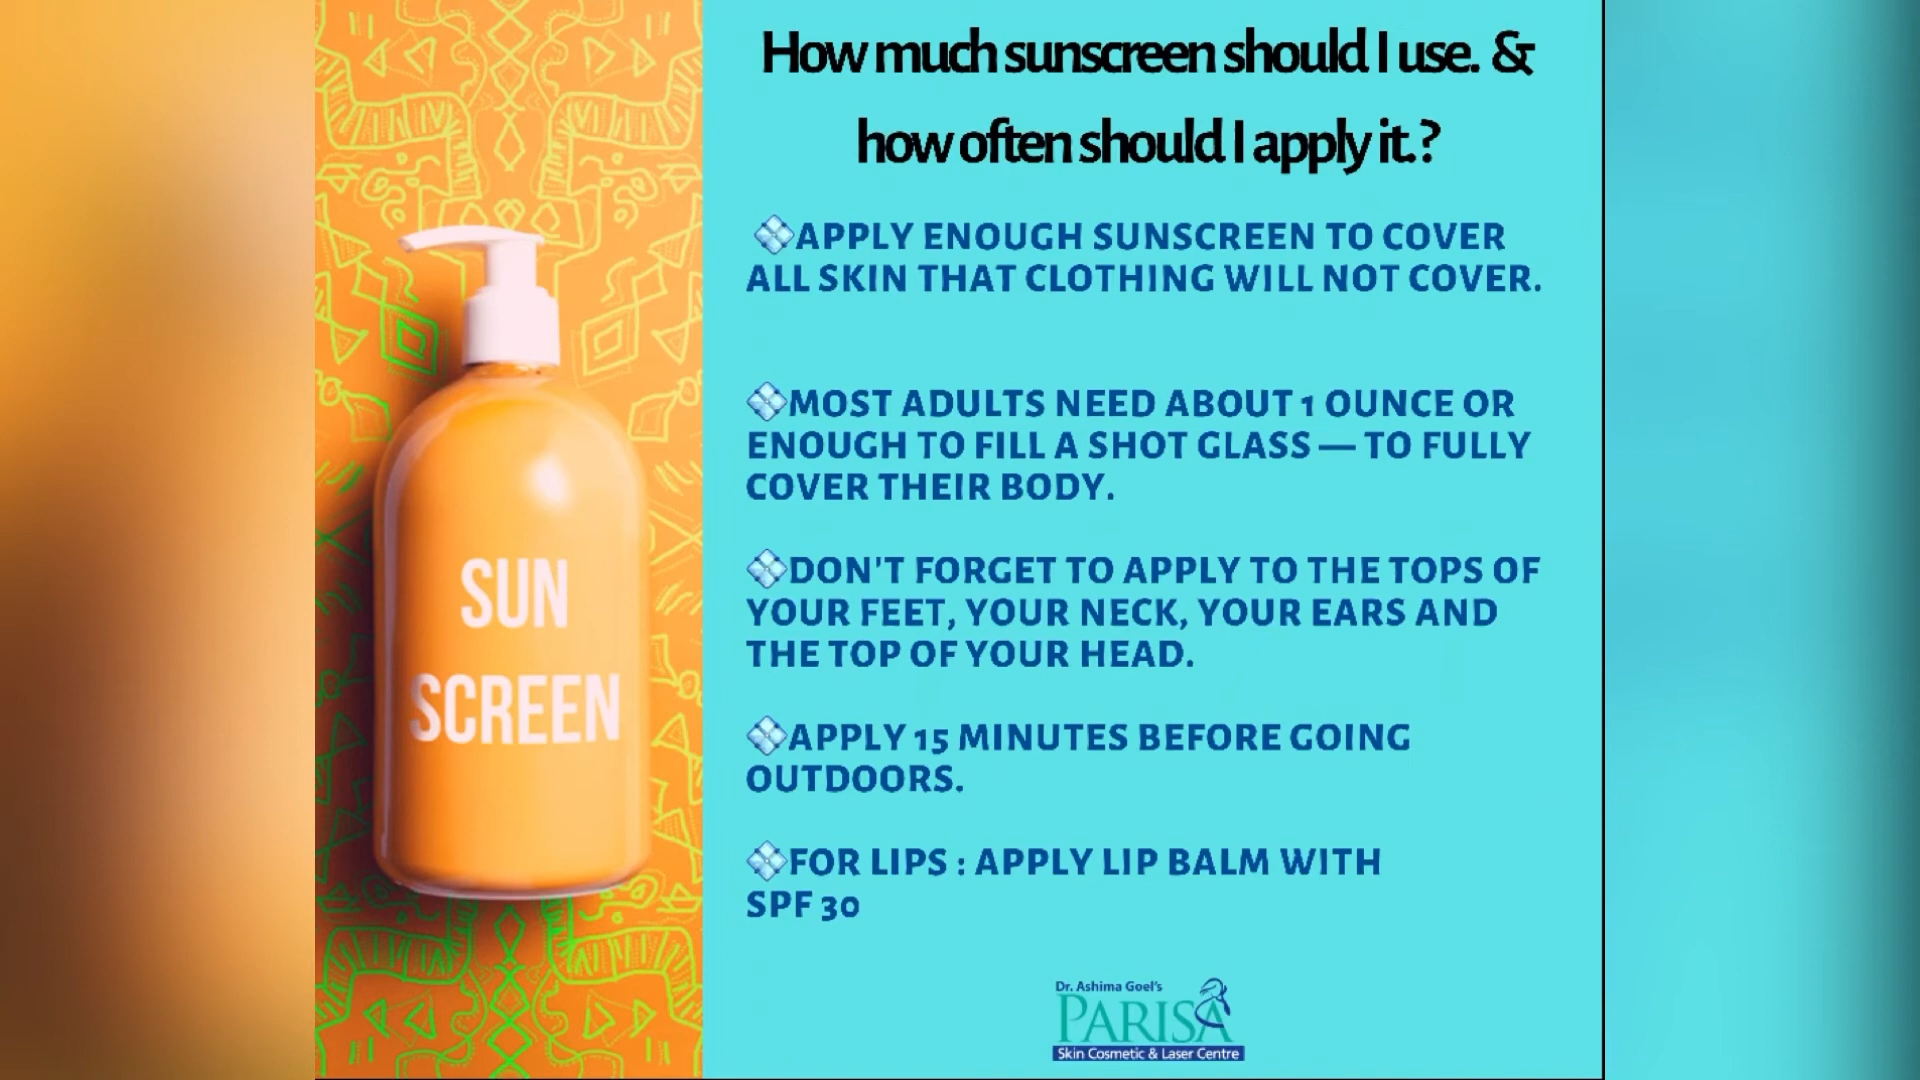 How much sunscreen should I use. &
how often should I apply it.?
APPLY ENOUGH SUNSCREEN TO COVER
ALL SKIN THAT CLOTHING WILL NOT COVER.
MOST ADULTS NEED ABOUT 1 OUNCE OR
ENOUGH TO FILL A SHOT GLASS — TO FULLY
COVER THEIR BODY.
DON'T FORGET TO APPLY TO THE TOPS OF
YOUR FEET, YOUR NECK, YOUR EARS AND
THE TOP OF YOUR HEAD.
APPLY 15 MINUTES BEFORE GOING
OUTDOORS.
FOR LIPS : APPLY LIP BALM WITH
SPF 30
SUN
SCREEN
Dr. Ashima Goel's
PARISA
Skin Cosmetic & Laser Centre